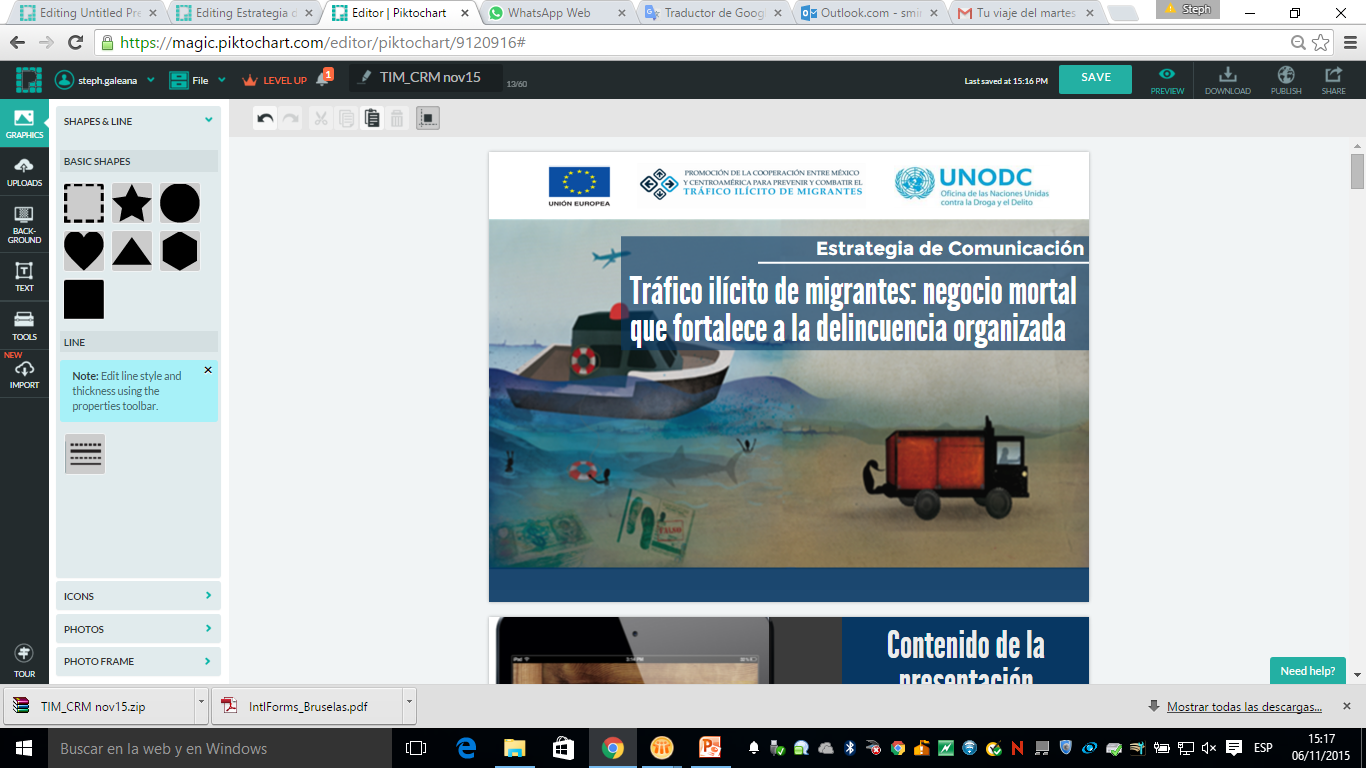 Editing Untitled Pre
Editing Estrategia d
Editor | Piktochart
WhatsApp Web
Traductor de Goog
Outlook.com - smir
Tu viaje del martes
Steph
https://magic.piktochart.com/editor/piktochart/9120916#
steph.galeana
File
LEVEL UP
1
TIM_CRM nov15
13/60
Last saved at 15:16 PM
SAVE
PREVIEW
DOWNLOAD
PUBLISH
SHARE
GRAPHICS
UPLOADS
BACK-
GROUND
TEXT
TOOLS
NEW
IMPORT
TOUR
SHAPES & LINE
BASIC SHAPES
LINE
Note: Edit line style and
thickness using the
properties toolbar.
ICONS
PHOTOS
PHOTO FRAME
UNIÓN EUROPEA
PROMOCIÓN DE LA COOPERACIÓN ENTRE MÉXICO
Y CENTROAMÉRICA PARA PREVENIR Y COMBATIR EL
TRÁFICO ILÍCITO DE MIGRANTES
UNODC
Oficina de las Naciones Unidas
contra la Droga y el Delito
Estrategia de Comunicación
Tráfico ilícito de migrantes: negocio mortal
que fortalece a la delincuencia organizada
Contenido de la
presentación
Need help?
TIM_CRM nov15.zip
IntlForms_Bruselas.pdf
Mostrar todas las descargas...
Buscar en la web y en Windows
ESP
15:17
06/11/2015